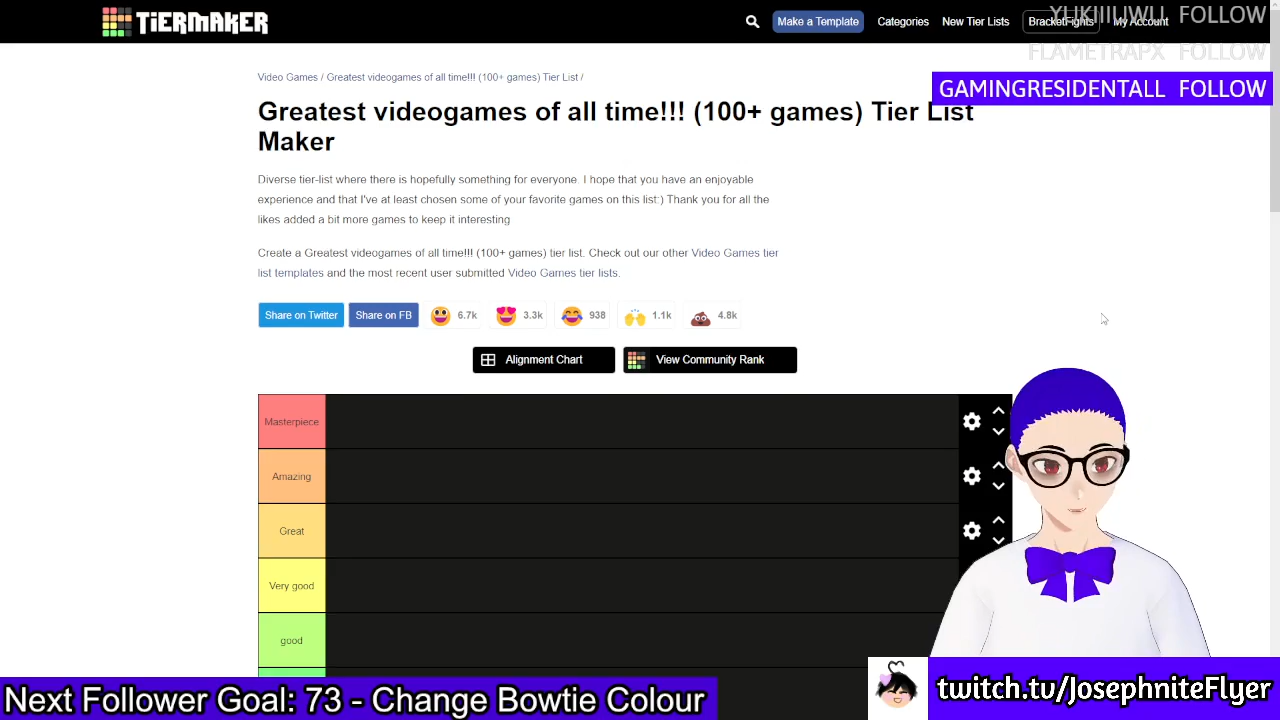 TiERMAKER
Make a Template
Categories
New Tier Lists
BracketFights
My Account
YUKIIIUWU FOLLOW
FLAMETRAPX FOLLOW
GAMINGRESIDENTALL FOLLOW
Video Games / Greatest videogames of all time!!! (100+ games) Tier List /
Greatest videogames of all time!!! (100+ games) Tier List
Maker
Diverse tier-list where there is hopefully something for everyone. I hope that you have an enjoyable
experience and that I've at least chosen some of your favorite games on this list:) Thank you for all the
likes added a bit more games to keep it interesting
Create a Greatest videogames of all time!!! (100+ games) tier list. Check out our other Video Games tier
list templates and the most recent user submitted Video Games tier lists.
Share on Twitter
Share on FB
6.7k
3.3k
938
1.1k
4.8k
Alignment Chart
View Community Rank
Masterpiece
Amazing
Great
Very good
good
Next Follower Goal: 73 - Change Bowtie Colour
twitch.tv/JosephniteFlyer